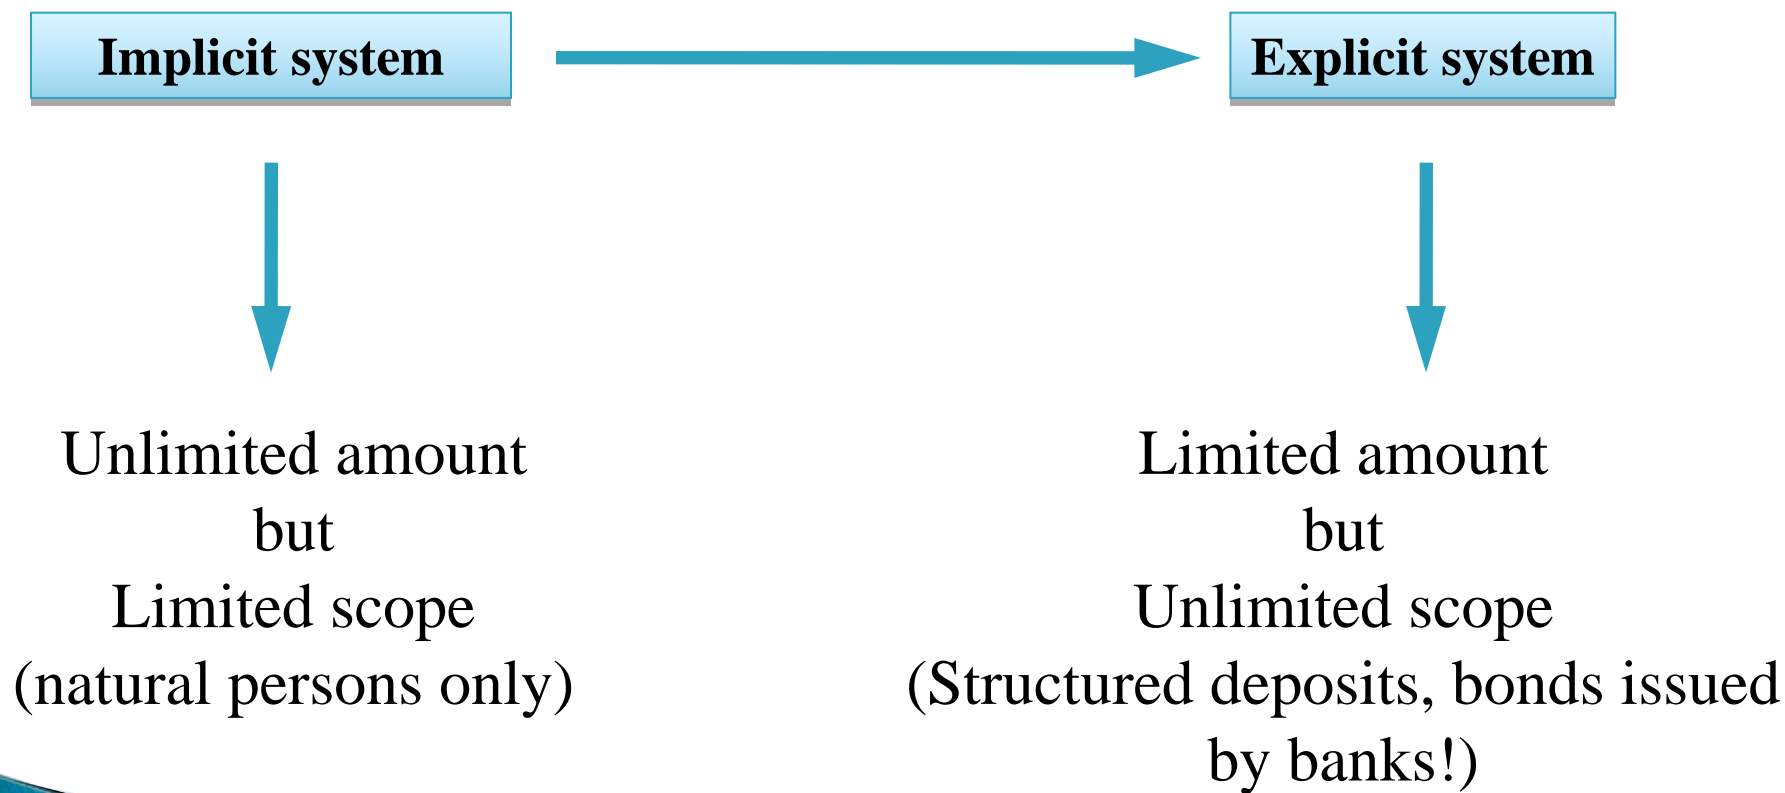 Implicit system
Explicit system
Unlimited amount
but
Limited scope
(natural persons only)
Limited amount
but
Unlimited scope
(Structured deposits, bonds issued
by banks!)